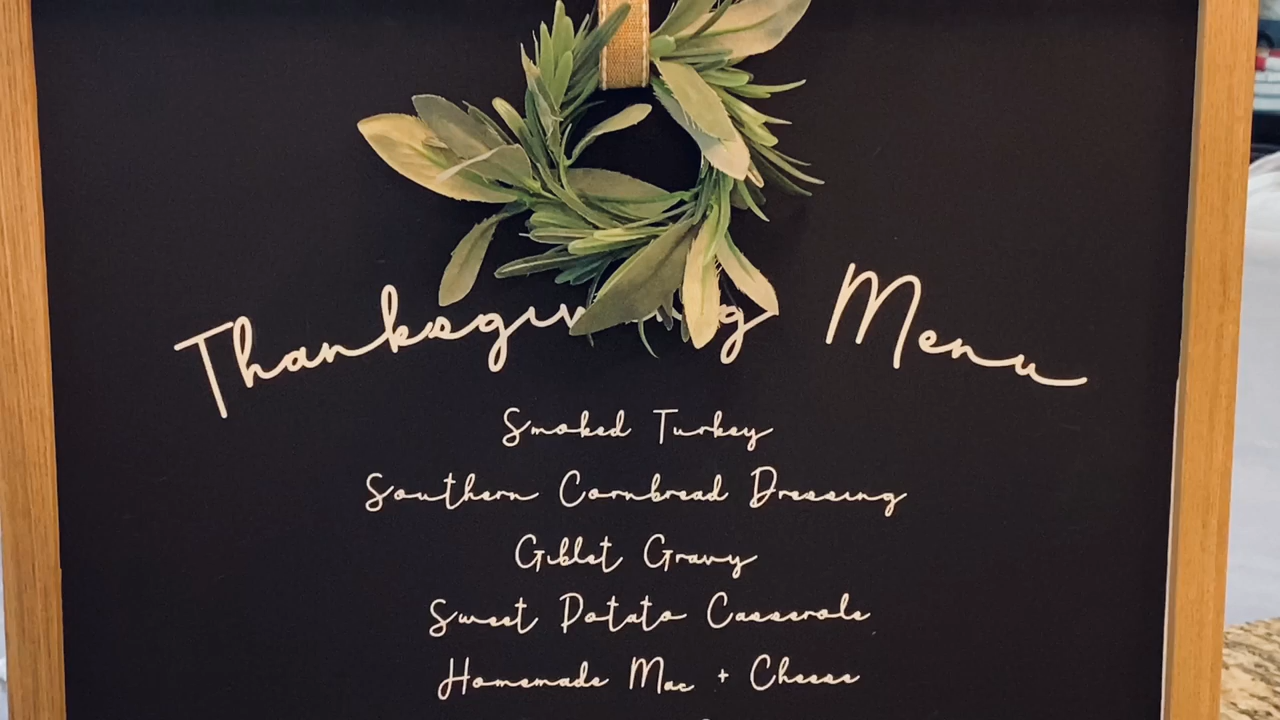 Thanksgiving Menu
Smoked Turkey
Southern Cornbread Dressing
Giblet Gravy
Sweet Potato Casserole
Homemade Mac + Cheese